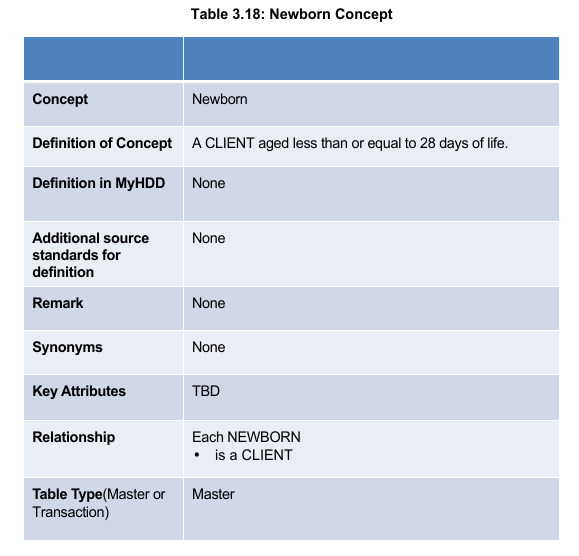 Table 3.18: Newborn Concept
Concept
Newborn
Definition of Concept
A CLIENT aged less than or equal to 28 days of life.
Definition in MyHDD
None
Additional source
standards for
definition
None
Remark
None
Synonyms
None
Key Attributes
TBD
Relationship
Each NEWBORN
• is a CLIENT
Table Type(Master or
Transaction)
Master